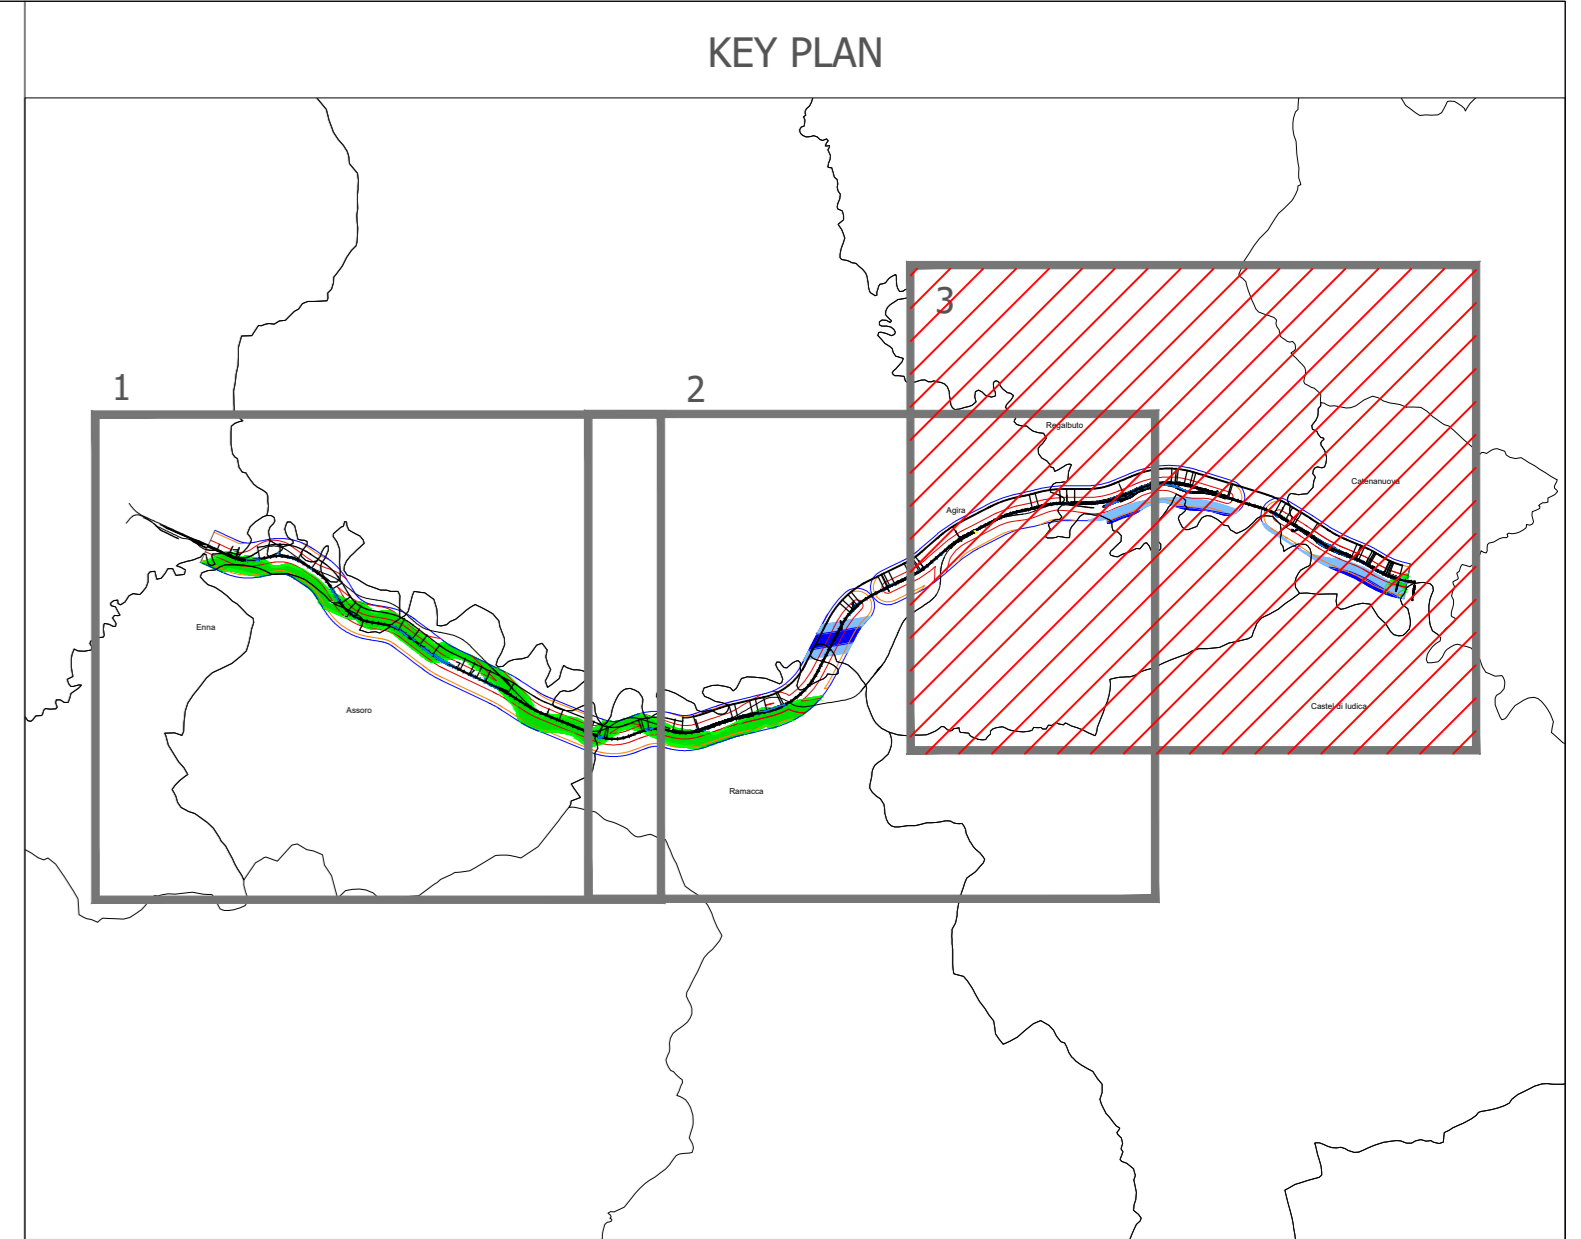 KEY PLAN
3
1
2
Regalbuto
Catenanuova
Agira
Enna
Castel di Iudica
Assoro
Ramacca